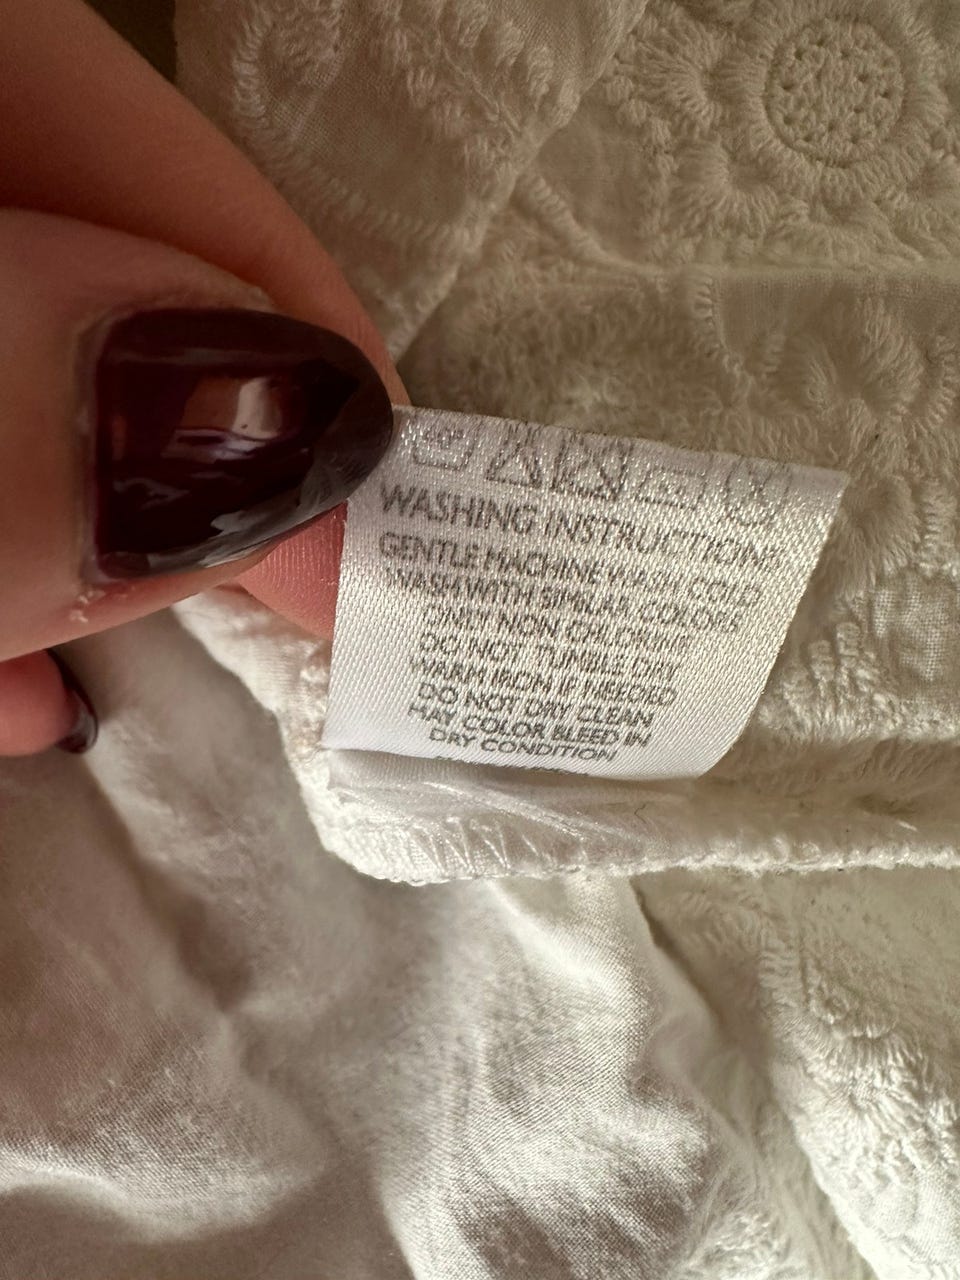 WASHING INSTRUCTIONS
GENTLE MACHINE WASH COLD
WASH WITH SIMILAR COLORS
ONLY NON CHLORINE
DO NOT TUMBLE DRY
WARM IRON IF NEEDED
DO NOT DRY CLEAN
MAY COLOR BLEED IN
DRY CONDITION